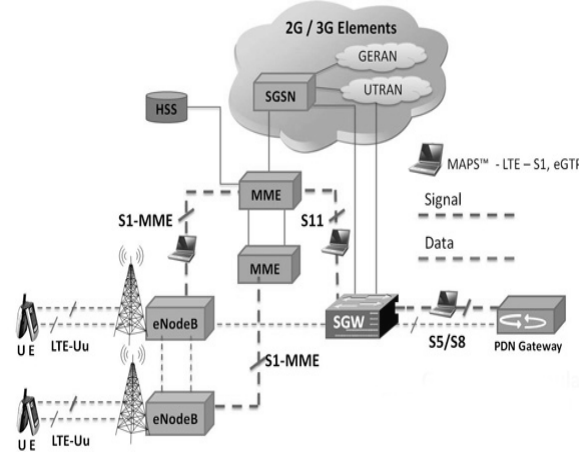 2G / 3G Elements
GERAN
UTRAN
SGSN
HSS
MAPS™ - LTE – S1, eGTP
MME
Signal
S1-MME
S11
Data
MME
eNodeB
SGW
UE
LTE-Uu
S5/S8
PDN Gateway
S1-MME
eNodeB
UE
LTE-Uu